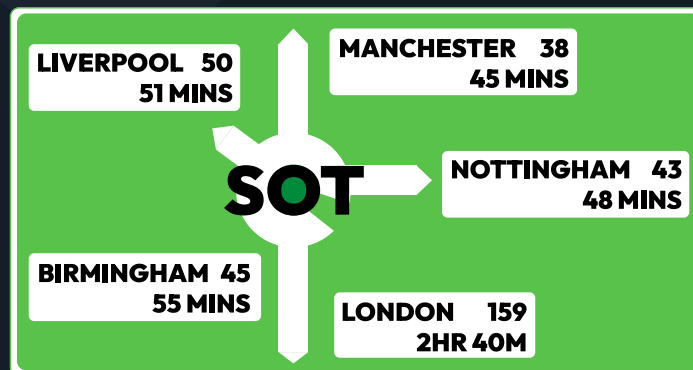 LIVERPOOL 50
51 MINS
MANCHESTER 38
45 MINS
SOT
NOTTINGHAM 43
48 MINS
BIRMINGHAM 45
55 MINS
LONDON 159
2HR 40M